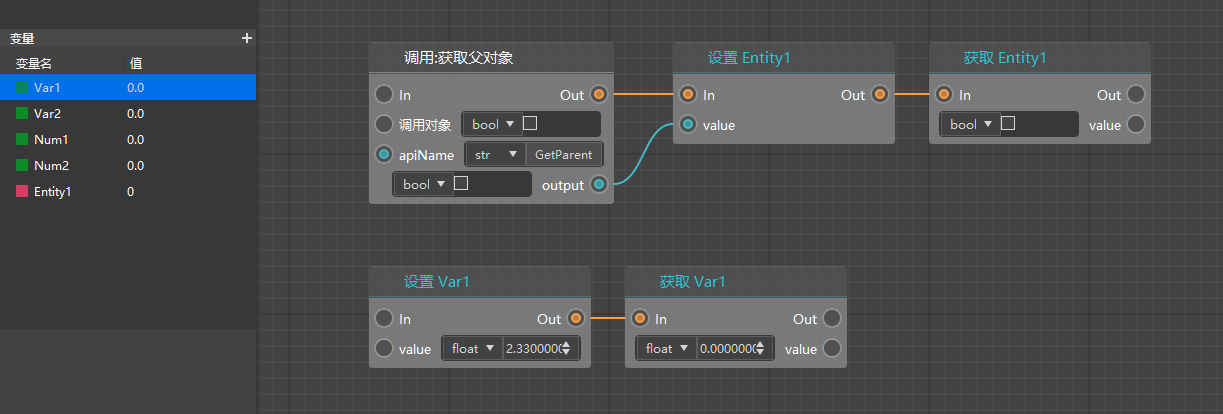 变量 +
变量名 值
Var1 0.0
Var2 0.0
Num1 0.0
Num2 0.0
Entity1 0
调用:获取父对象
In Out
调用对象 bool
apiName str GetParent
bool output
设置 Entity1
In Out
value
获取 Entity1
In Out
bool value
设置 Var1
In Out
value float 2.3300000
获取 Var1
In Out
float 0.0000000 value